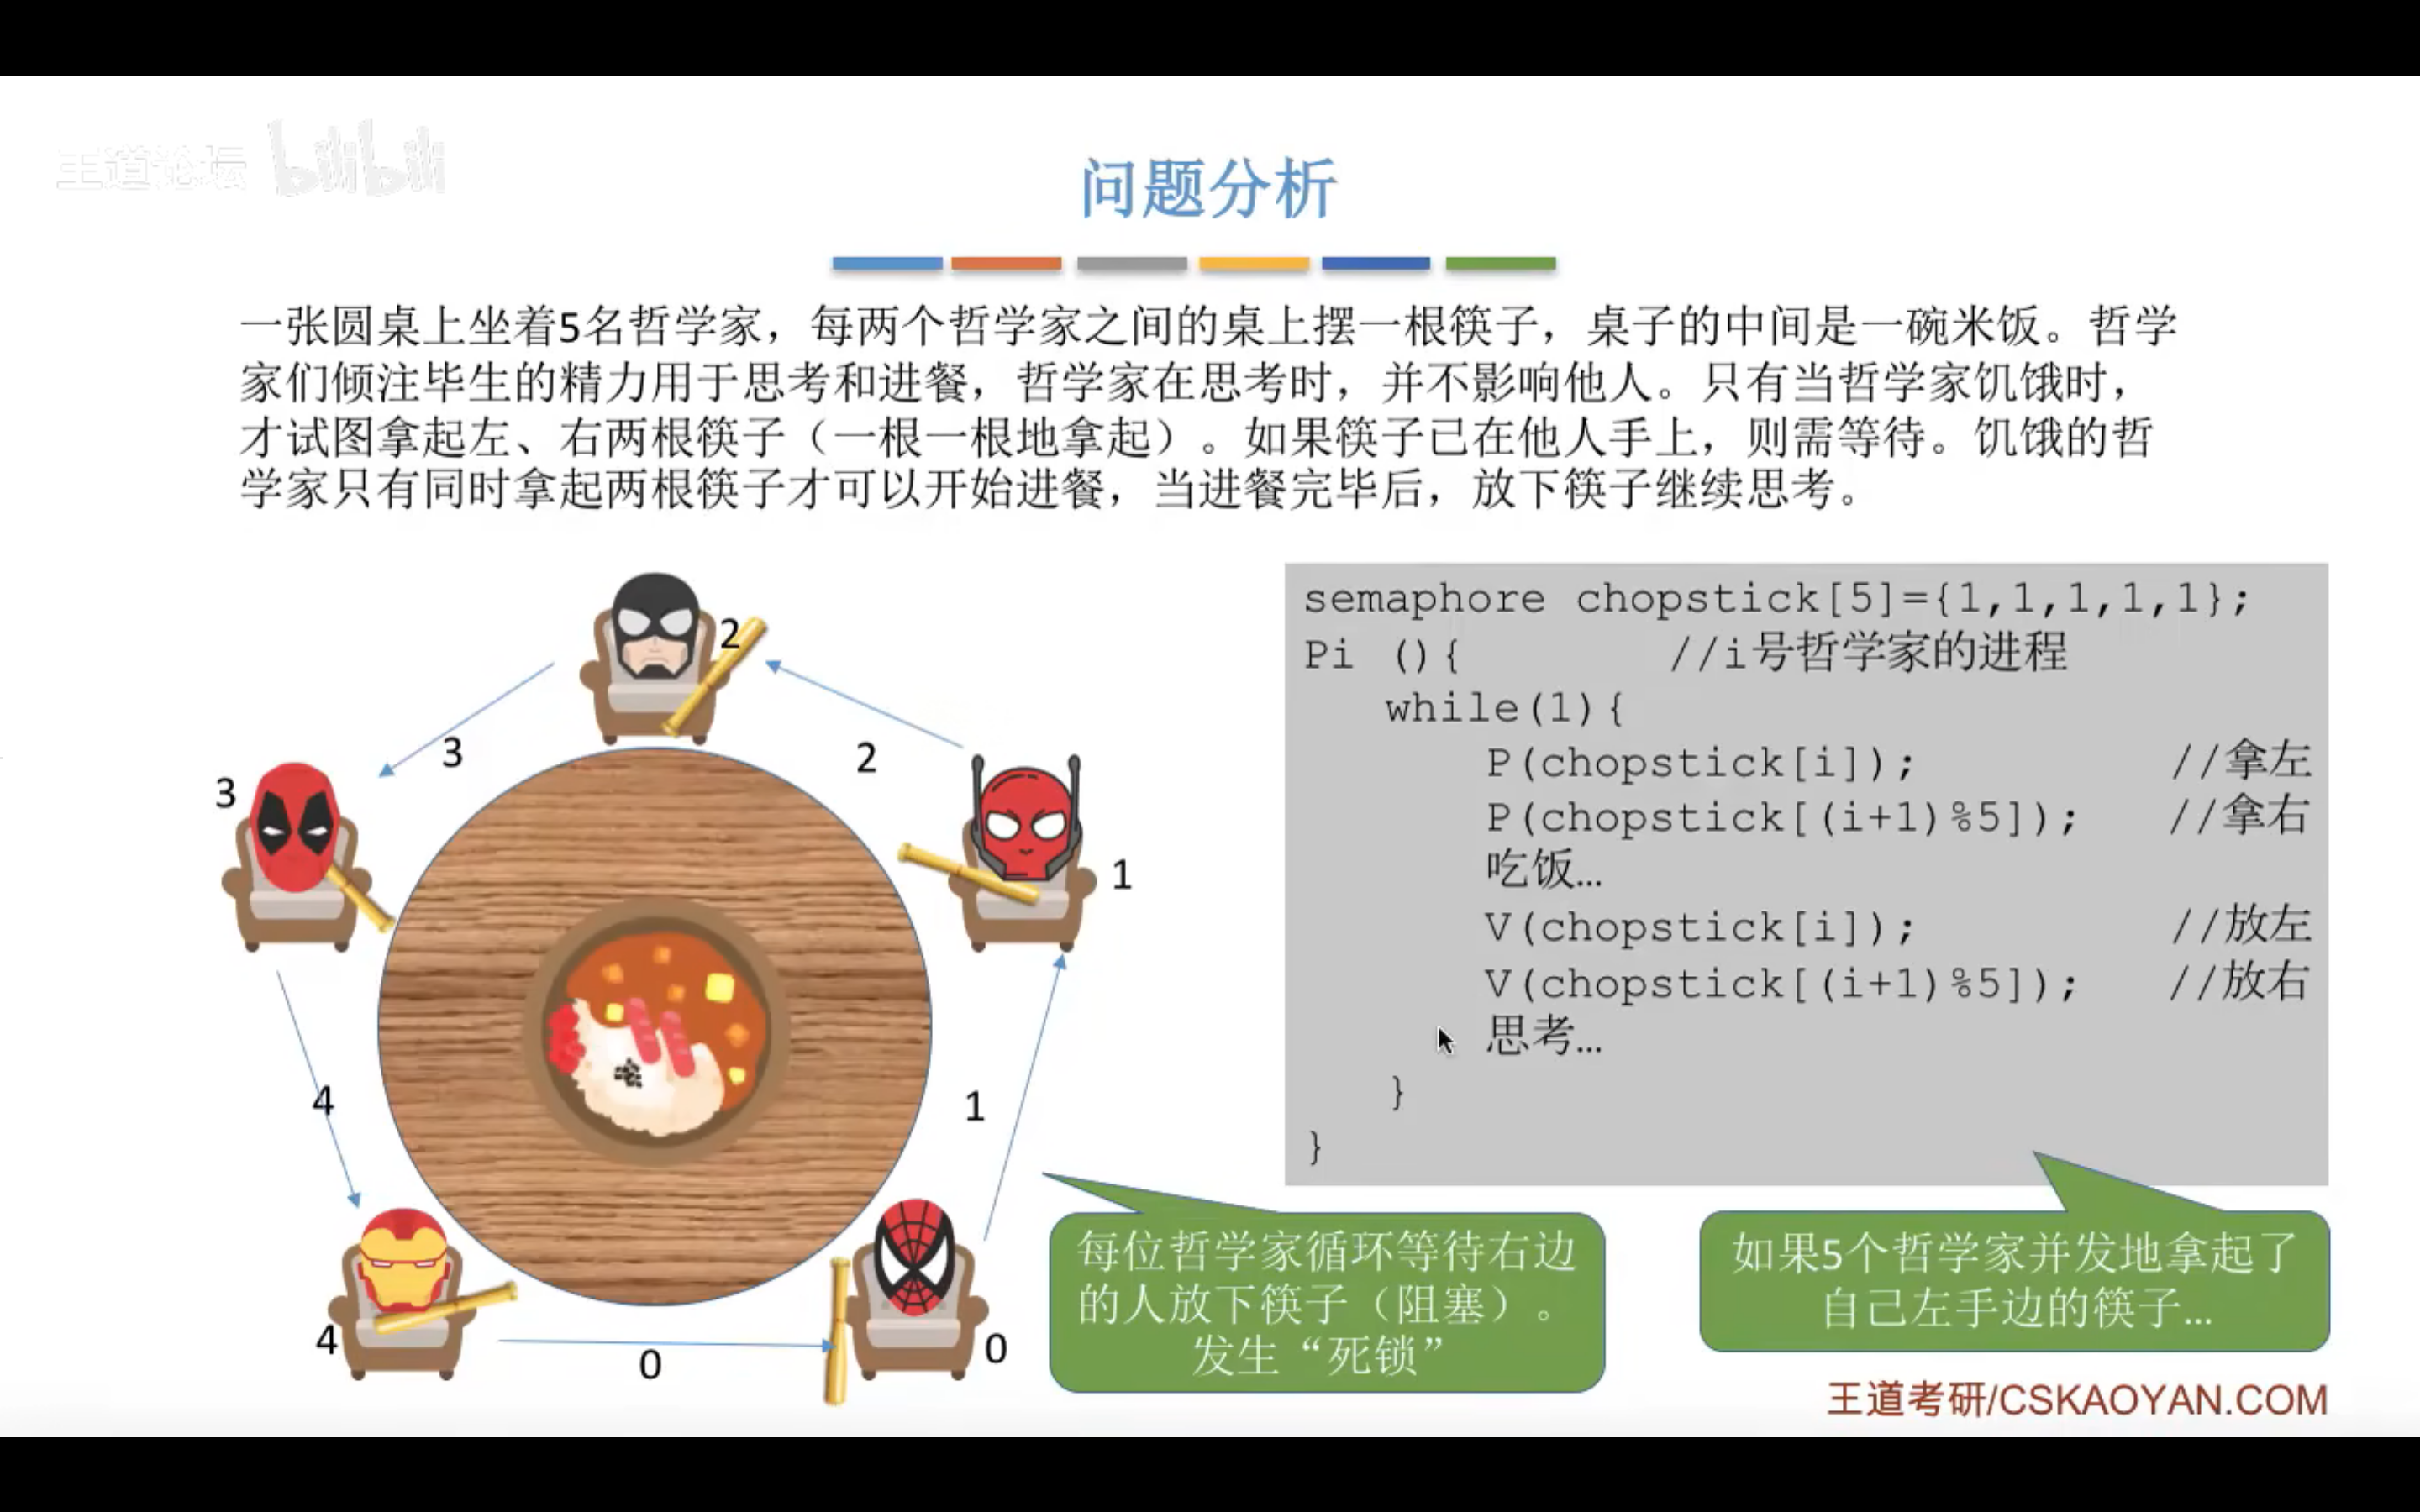 王道论坛 bilibili
问题分析
一张圆桌上坐着5名哲学家，每两个哲学家之间的桌上摆一根筷子，桌子的中间是一碗米饭。哲学
家们倾注毕生的精力用于思考和进餐，哲学家在思考时，并不影响他人。只有当哲学家饥饿时，
才试图拿起左、右两根筷子（一根一根地拿起）。如果筷子已在他人手上，则需等待。饥饿的哲
学家只有同时拿起两根筷子才可以开始进餐，当进餐完毕后，放下筷子继续思考。
2
3
2
3
1
4
1
4
0
0
semaphore chopstick[5]={1,1,1,1,1};
Pi (){ //i号哲学家的进程
while(1){
P(chopstick[i]); //拿左
P(chopstick[(i+1)%5]); //拿右
吃饭…
V(chopstick[i]); //放左
V(chopstick[(i+1)%5]); //放右
思考…
}
}
每位哲学家循环等待右边
的人放下筷子（阻塞）。
发生“死锁”
如果5个哲学家并发地拿起了
自己左手边的筷子…
王道考研/CSKAOYAN.COM